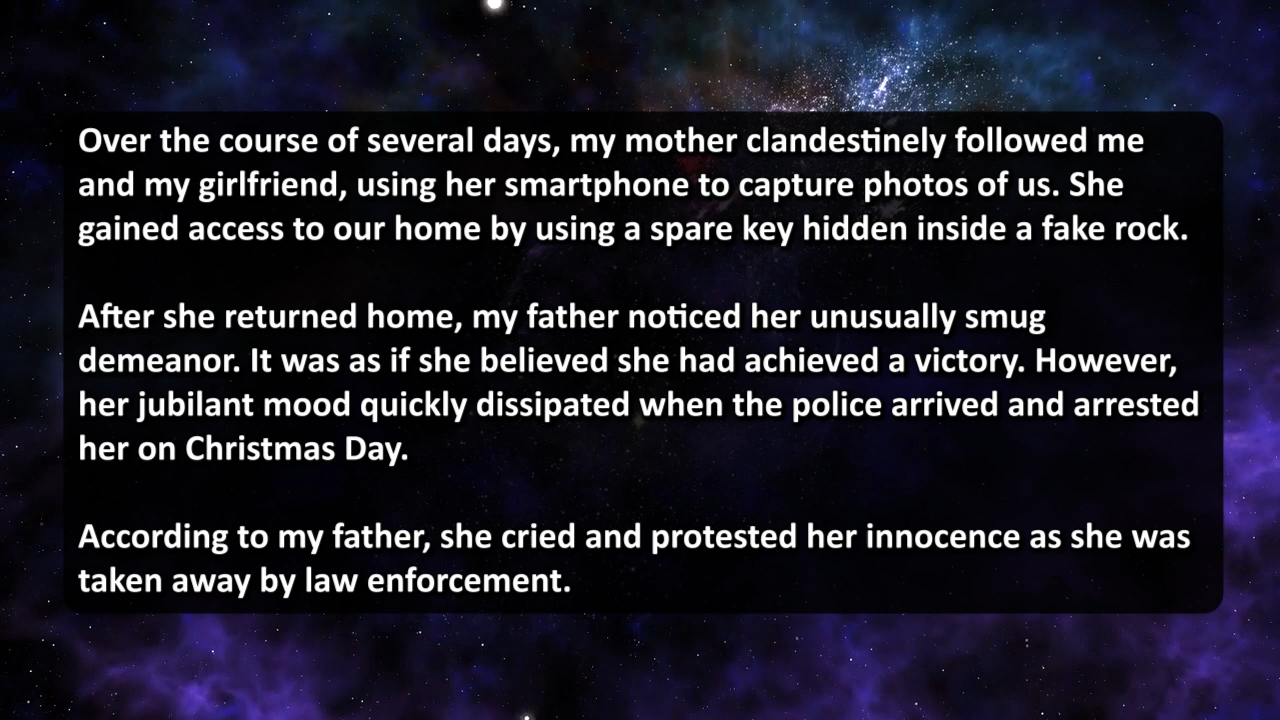 Over the course of several days, my mother clandestinely followed me
and my girlfriend, using her smartphone to capture photos of us. She
gained access to our home by using a spare key hidden inside a fake rock.
After she returned home, my father noticed her unusually smug
demeanor. It was as if she believed she had achieved a victory. However,
her jubilant mood quickly dissipated when the police arrived and arrested
her on Christmas Day.
According to my father, she cried and protested her innocence as she was
taken away by law enforcement.